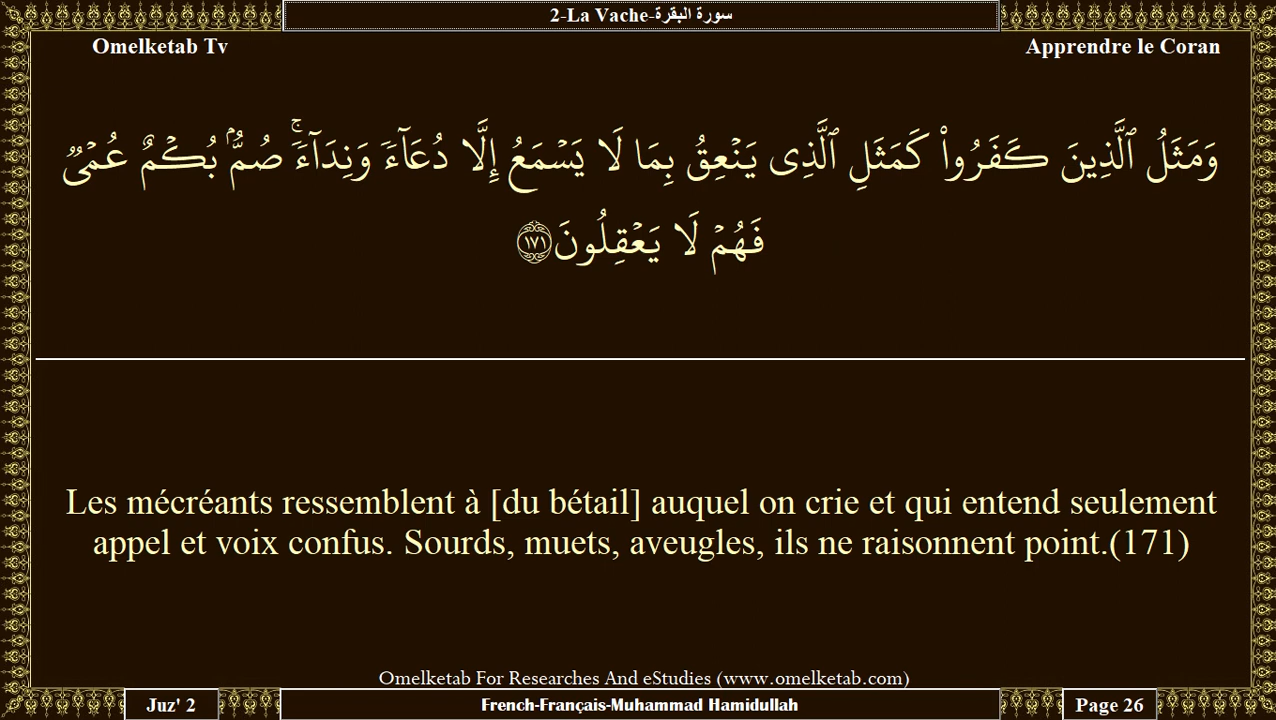 2-La Vache-سورة البقرة
Omelketab Tv
Apprendre le Coran
وَمَثَلُ ٱلَّذِينَ كَفَرُوا۟ كَمَثَلِ ٱلَّذِى يَنْعِقُ بِمَا لَا يَسْمَعُ إِلَّا دُعَآءً وَنِدَآءً ۚ صُمٌّۢ بُكْمٌ عُمْىٌ
فَهُمْ لَا يَعْقِلُونَ ١٧١
Les mécréants ressemblent à [du bétail] auquel on crie et qui entend seulement
appel et voix confus. Sourds, muets, aveugles, ils ne raisonnent point.(171)
Omelketab For Researches And eStudies (www.omelketab.com)
Juz' 2
French-Français-Muhammad Hamidullah
Page 26